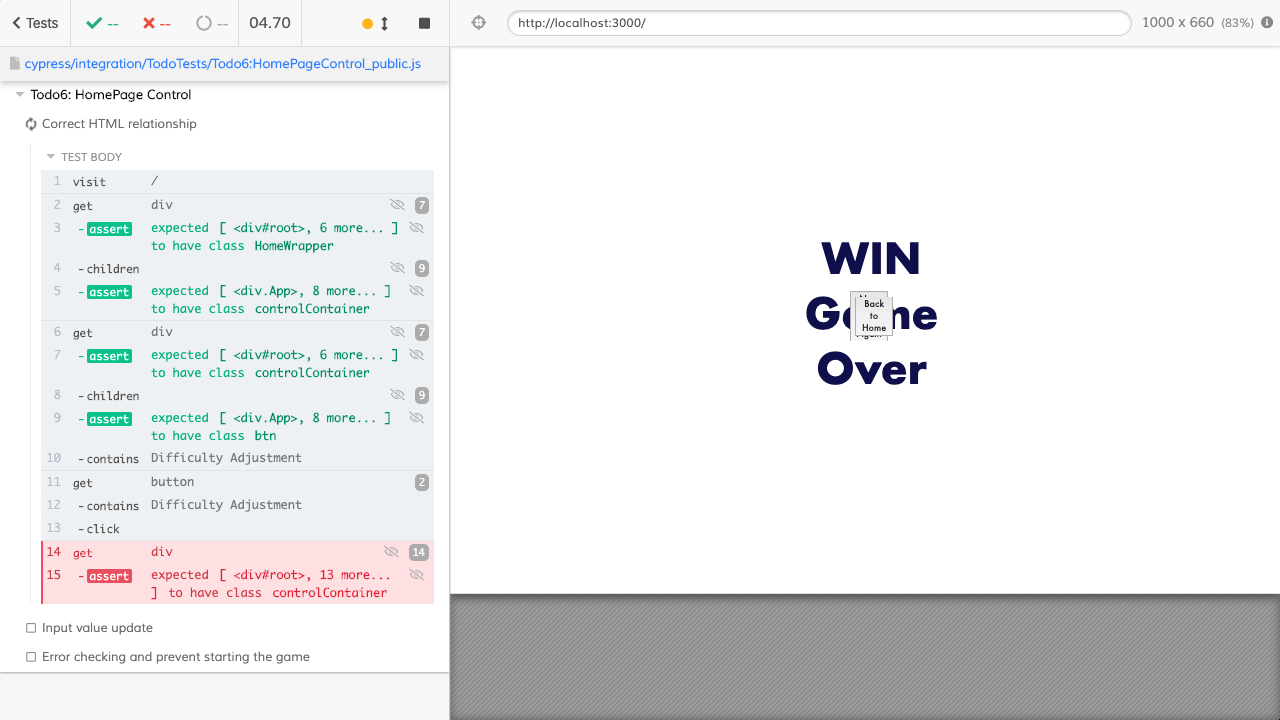 Tests -- -- -- 04.70
http://localhost:3000/ 1000 x 660 (83%)
cypress/integration/TodoTests/Todo6:HomePageControl_public.js
Todo6: HomePage Control
Correct HTML relationship
TEST BODY
1 visit /
2 get div 7
3 -assert expected [ <div#root>, 6 more... ]
to have class HomeWrapper
4 -children 9
5 -assert expected [ <div.App>, 8 more... ]
to have class controlContainer
6 get div 7
7 -assert expected [ <div#root>, 6 more... ]
to have class controlContainer
8 -children 9
9 -assert expected [ <div.App>, 8 more... ]
to have class btn
10 -contains Difficulty Adjustment
11 get button 2
12 -contains Difficulty Adjustment
13 -click
14 get div 14
15 -assert expected [ <div#root>, 13 more...
] to have class controlContainer
Input value update
Error checking and prevent starting the game
WIN
Game
Over
Back
to
Home